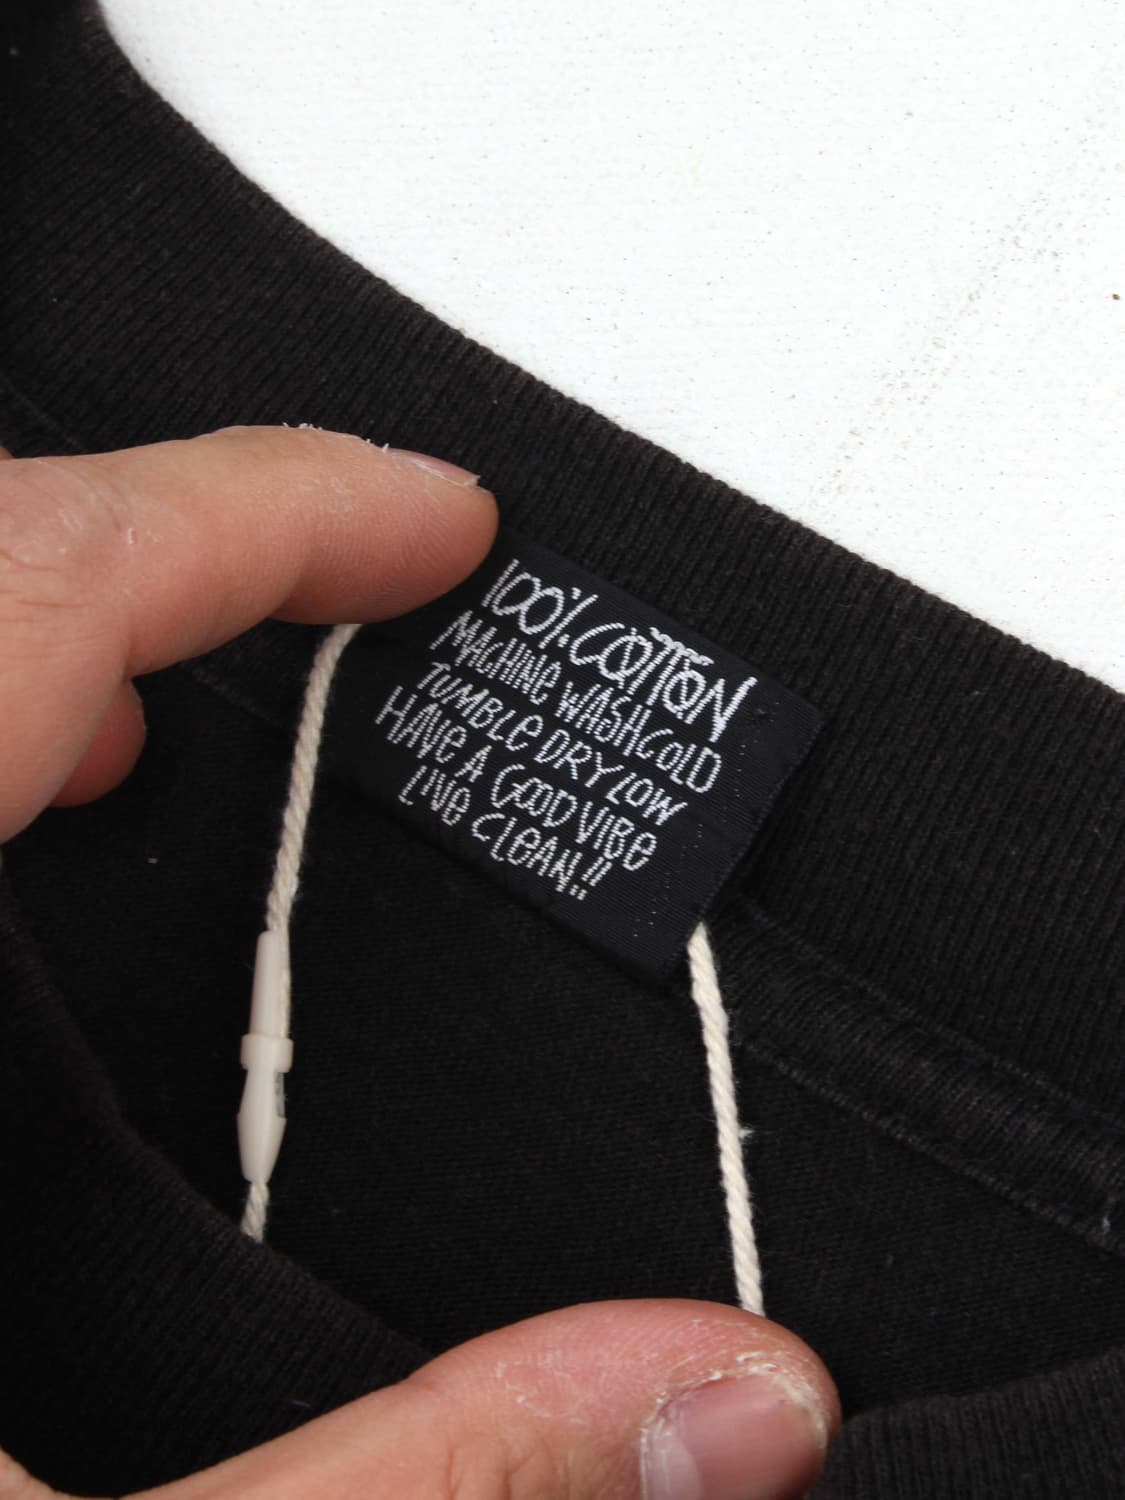 100% COTTON
MACHINE WASH COLD
TUMBLE DRY LOW
HAVE A GOOD VIBE
LIVE CLEAN!!